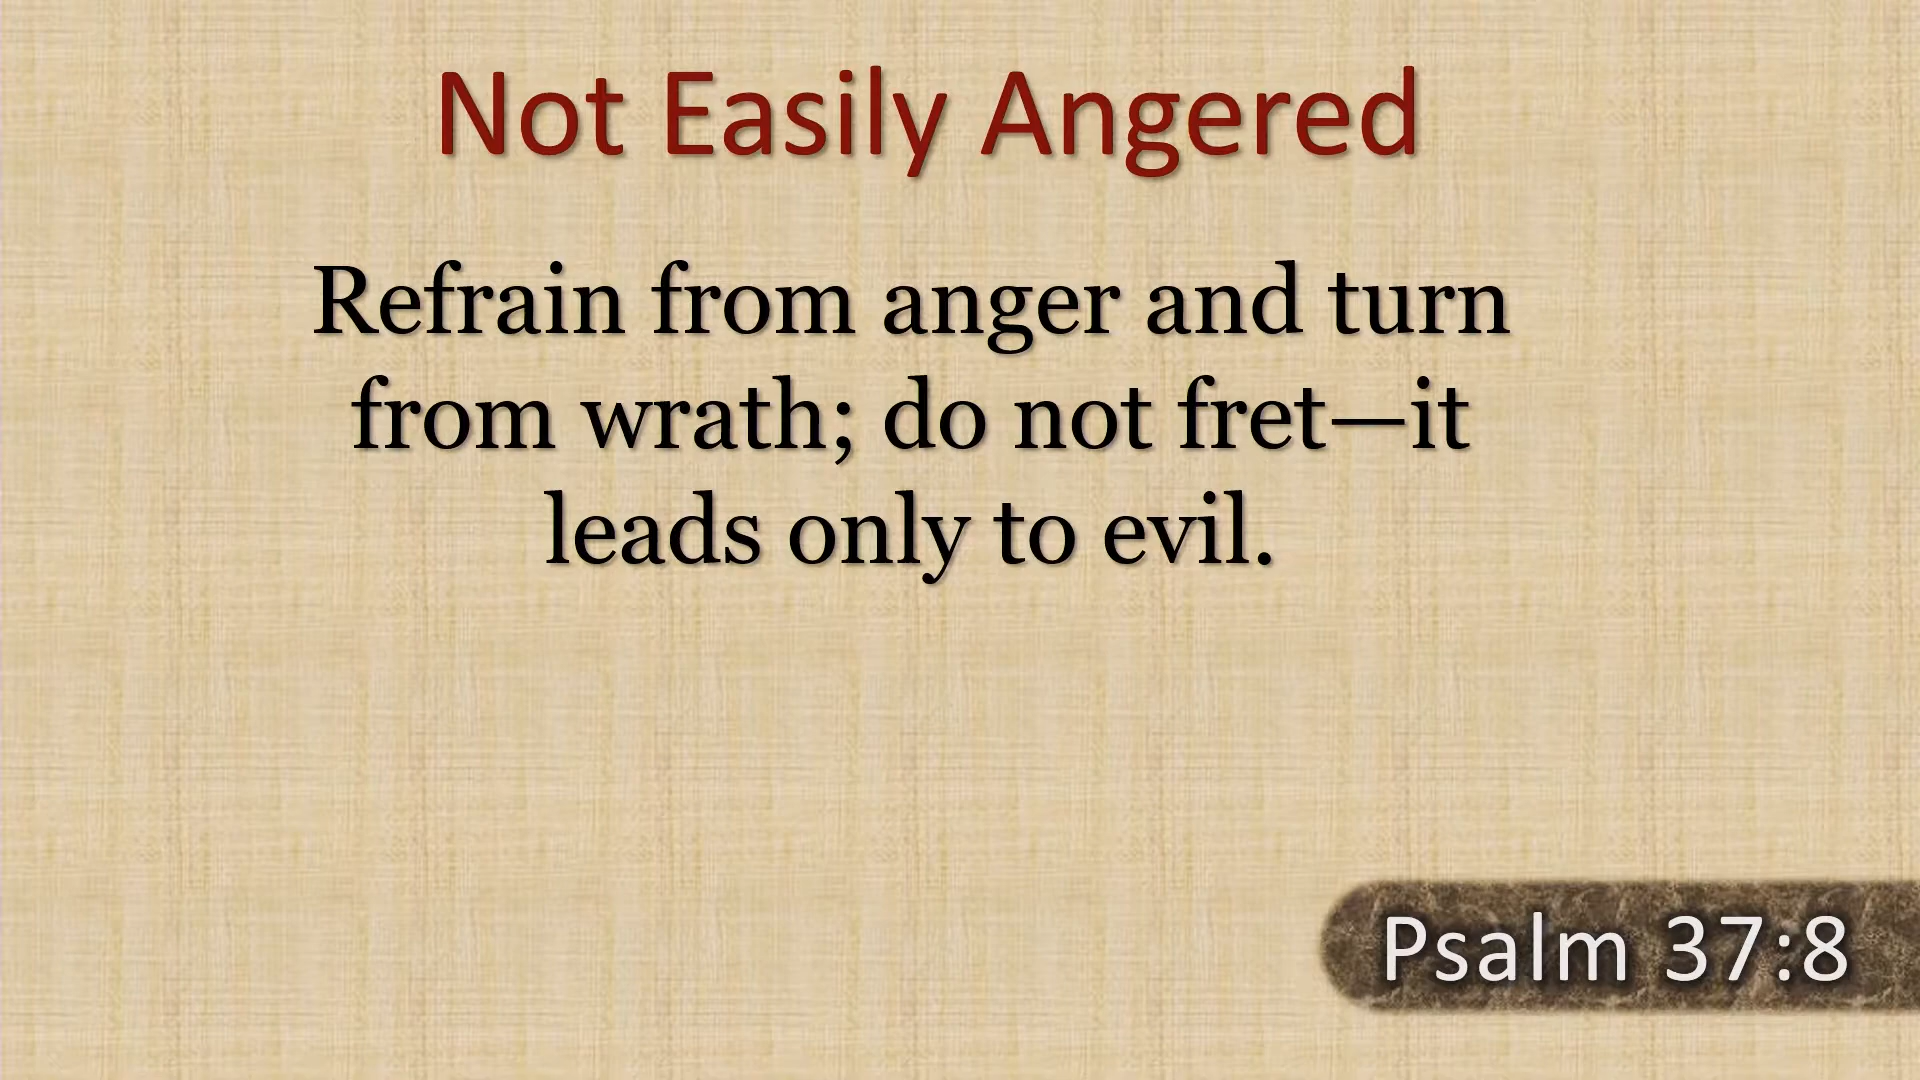 Not Easily Angered
Refrain from anger and turn
from wrath; do not fret—it
leads only to evil.
Psalm 37:8